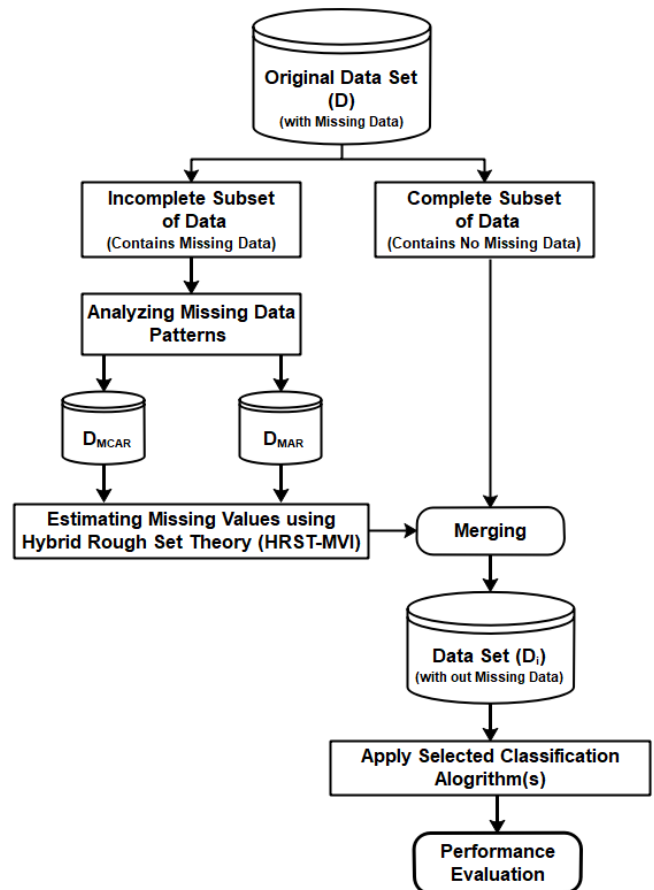 Original Data Set
(D)
(with Missing Data)
Incomplete Subset
of Data
(Contains Missing Data)
Complete Subset
of Data
(Contains No Missing Data)
Analyzing Missing Data
Patterns
DMCAR
DMAR
Estimating Missing Values using
Hybrid Rough Set Theory (HRST-MVI)
Merging
Data Set (Di)
(with out Missing Data)
Apply Selected Classification
Alogrithm(s)
Performance
Evaluation